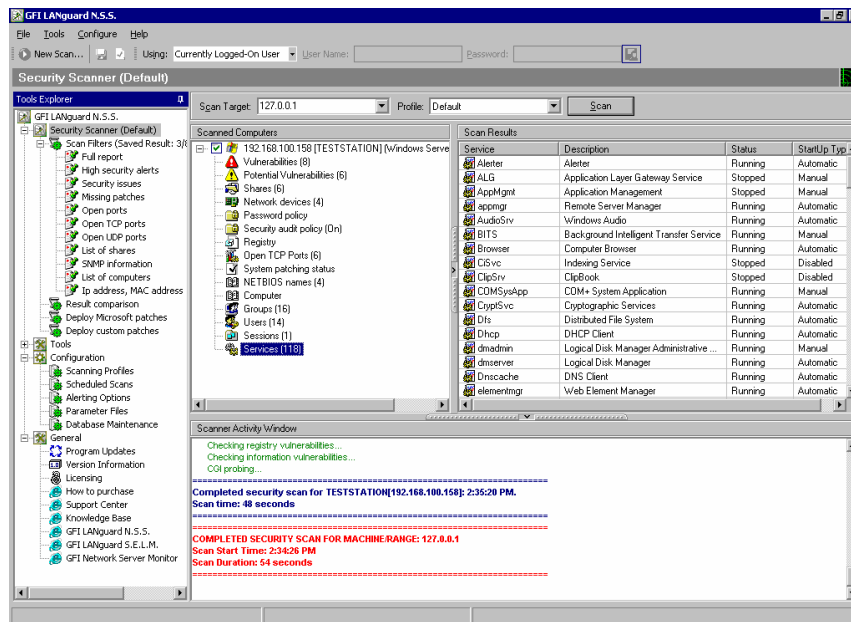 GFI LANguard N.S.S.
File Tools Configure Help
New Scan... Using: Currently Logged-On User User Name: Password:
Security Scanner (Default)
Tools Explorer
GFI LANguard N.S.S.
Security Scanner (Default)
Scan Filters (Saved Result: 3/8
Full report
High security alerts
Security issues
Missing patches
Open ports
Open TCP ports
Open UDP ports
List of shares
SNMP information
List of computers
Ip address, MAC address
Result comparison
Deploy Microsoft patches
Deploy custom patches
Tools
Configuration
Scanning Profiles
Scheduled Scans
Alerting Options
Parameter Files
Database Maintenance
General
Program Updates
Version Information
Licensing
How to purchase
Support Center
Knowledge Base
GFI LANguard N.S.S.
GFI LANguard S.E.L.M.
GFI Network Server Monitor
Scan Target: 127.0.0.1 Profile: Default Scan
Scanned Computers
192.168.100.158 [TESTSTATION] (Windows Serve
Vulnerabilities (8)
Potential Vulnerabilities (6)
Shares (6)
Network devices (4)
Password policy
Security audit policy (On)
Registry
Open TCP Ports (6)
System patching status
NETBIOS names (4)
Computer
Groups (16)
Users (14)
Sessions (1)
Services (118)
Scan Results
Service Description Status StartUp Typ
Alerter Alerter Running Automatic
ALG Application Layer Gateway Service Stopped Manual
AppMgmt Application Management Stopped Manual
appmgr Remote Server Manager Running Automatic
AudioSrv Windows Audio Running Automatic
BITS Background Intelligent Transfer Service Running Manual
Browser Computer Browser Running Automatic
CiSvc Indexing Service Stopped Disabled
ClipSrv ClipBook Stopped Disabled
COMSysApp COM+ System Application Running Manual
CryptSvc Cryptographic Services Running Automatic
Dfs Distributed File System Running Automatic
Dhcp DHCP Client Running Automatic
dmadmin Logical Disk Manager Administrative ... Running Manual
dmserver Logical Disk Manager Running Automatic
Dnscache DNS Client Running Automatic
elementmgr Web Element Manager Running Automatic
Scanner Activity Window
Checking registry vulnerabilities...
Checking information vulnerabilities...
CGI probing...
Completed security scan for TESTSTATION[192.168.100.158]: 2:35:20 PM.
Scan time: 48 seconds
COMPLETED SECURITY SCAN FOR MACHINE/RANGE: 127.0.0.1
Scan Start Time: 2:34:26 PM
Scan Duration: 54 seconds